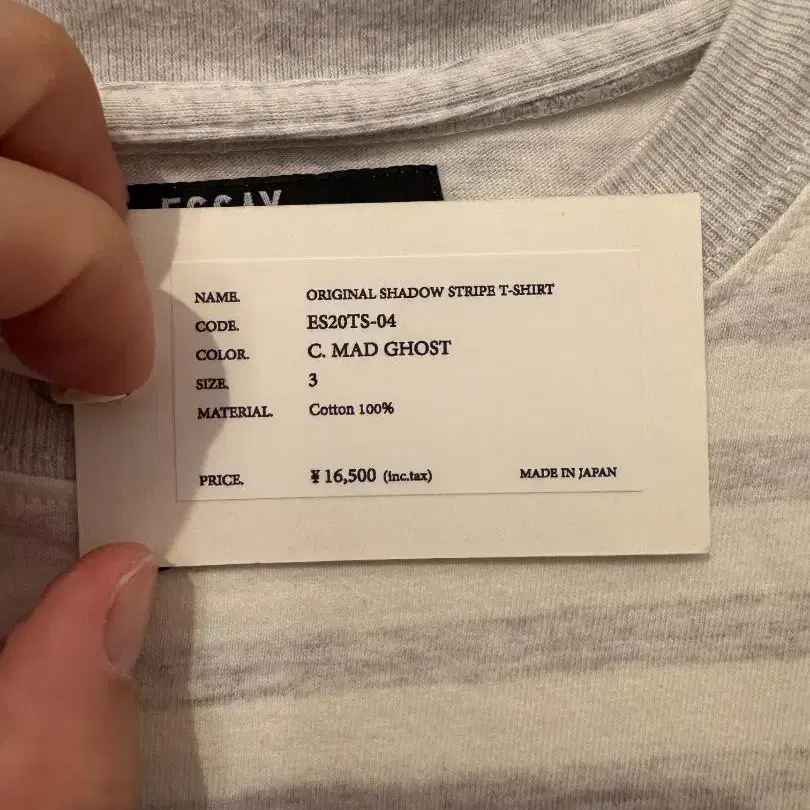 ESSAY
NAME. ORIGINAL SHADOW STRIPE T-SHIRT
CODE. ES20TS-04
COLOR. C. MAD GHOST
SIZE. 3
MATERIAL. Cotton 100%
PRICE. ¥16,500 (inc.tax) MADE IN JAPAN